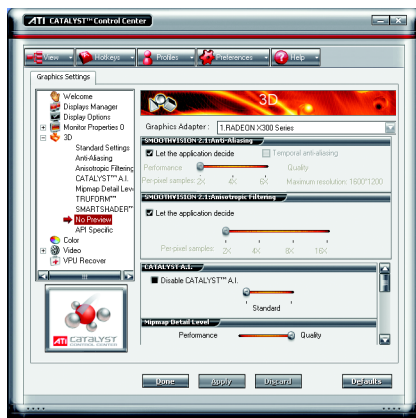 ATI CATALYST™ Control Center
View
Hotkeys
Profiles
Preferences
Help
Graphics Settings
Welcome
Displays Manager
Display Options
Monitor Properties 0
3D
Standard Settings
Anti-Aliasing
Anisotropic Filtering
CATALYST™ A.I.
Mipmap Detail Leve
TRUFORM™
SMARTSHADER™
No Preview
API Specific
Color
Video
VPU Recover
ATI CATALYST
CONTROL CENTER
3D
Graphics Adapter :
1.RADEON X300 Series
SMOOTHVISION 2.1:Anti-Aliasing
Let the application decide
Temporal anti-aliasing
Performance
Quality
Per-pixel samples: 2X 4X 6X
Maximum resolution: 1600*1200
SMOOTHVISION 2.1:Anisotropic Filtering
Let the application decide
Per-pixel samples: 2X 4X 8X 16X
CATALYST A.I.
Disable CATALYST™ A.I.
Standard
Mipmap Detail Level
Performance
Quality
Done
Apply
Discard
Defaults